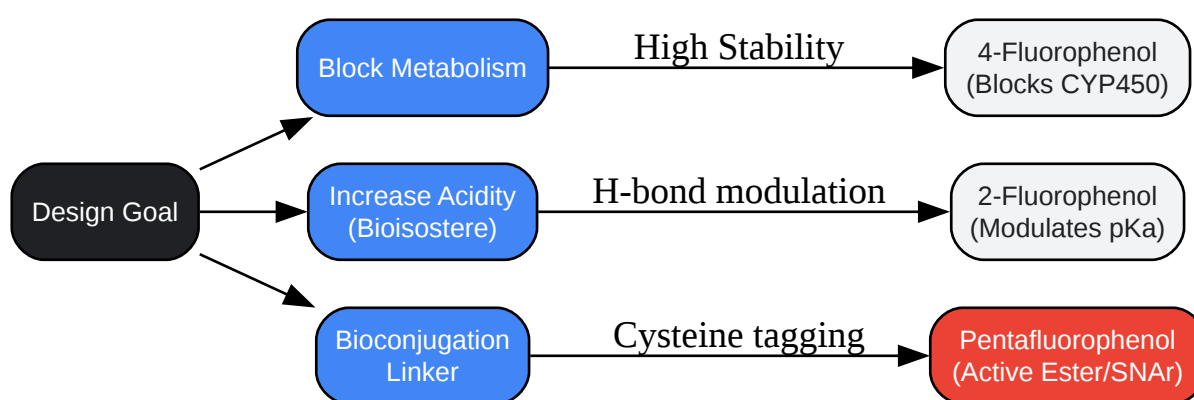 Design Goal
Block Metabolism
High Stability
4-Fluorophenol
(Blocks CYP450)
Increase Acidity
(Bioisostere)
H-bond modulation
2-Fluorophenol
(Modulates pKa)
Bioconjugation
Linker
Cysteine tagging
Pentafluorophenol
(Active Ester/SNAr)